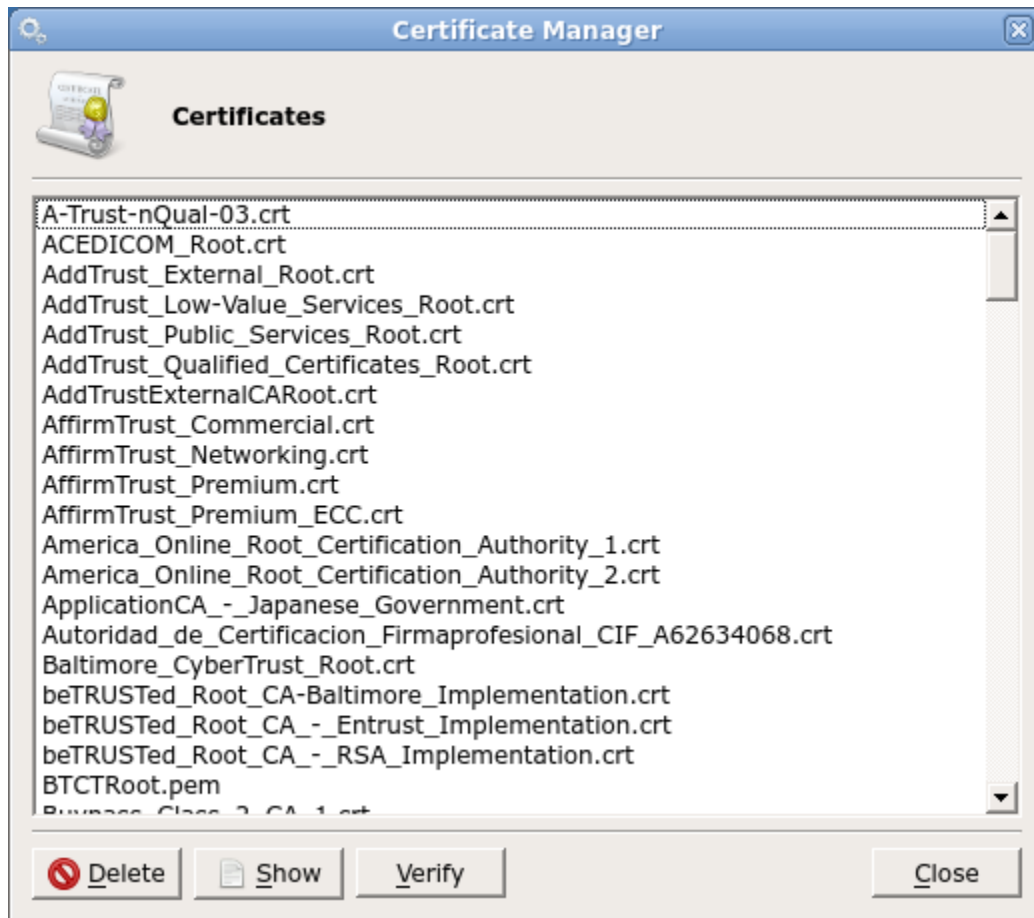 Certificate Manager
Certificates
A-Trust-nQual-03.crt
ACEDICOM_Root.crt
AddTrust_External_Root.crt
AddTrust_Low-Value_Services_Root.crt
AddTrust_Public_Services_Root.crt
AddTrust_Qualified_Certificates_Root.crt
AddTrustExternalCARoot.crt
AffirmTrust_Commercial.crt
AffirmTrust_Networking.crt
AffirmTrust_Premium.crt
AffirmTrust_Premium_ECC.crt
America_Online_Root_Certification_Authority_1.crt
America_Online_Root_Certification_Authority_2.crt
ApplicationCA_-_Japanese_Government.crt
Autoridad_de_Certificacion_Firmaprofesional_CIF_A62634068.crt
Baltimore_CyberTrust_Root.crt
beTRUSTed_Root_CA-Baltimore_Implementation.crt
beTRUSTed_Root_CA_-_Entrust_Implementation.crt
beTRUSTed_Root_CA_-_RSA_Implementation.crt
BTCTRoot.pem
Buypass_Class_2_CA_1.crt
Delete Show Verify Close